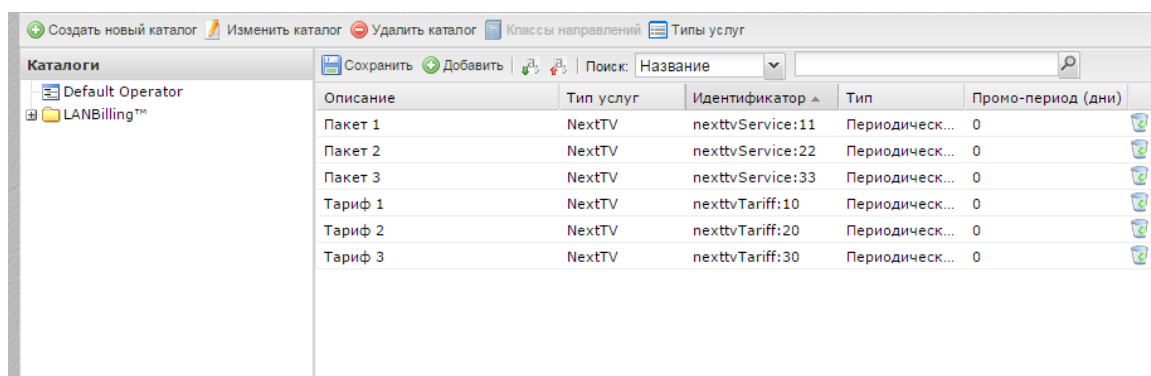 Создать новый каталог Изменить каталог Удалить каталог Классы направлений Типы услуг
Каталоги
Default Operator
LANBilling™
Сохранить Добавить Поиск: Название
Описание Тип услуг Идентификатор Тип Промо-период (дни)
Пакет 1 NextTV nexttvService:11 Периодическ... 0
Пакет 2 NextTV nexttvService:22 Периодическ... 0
Пакет 3 NextTV nexttvService:33 Периодическ... 0
Тариф 1 NextTV nexttvTariff:10 Периодическ... 0
Тариф 2 NextTV nexttvTariff:20 Периодическ... 0
Тариф 3 NextTV nexttvTariff:30 Периодическ... 0